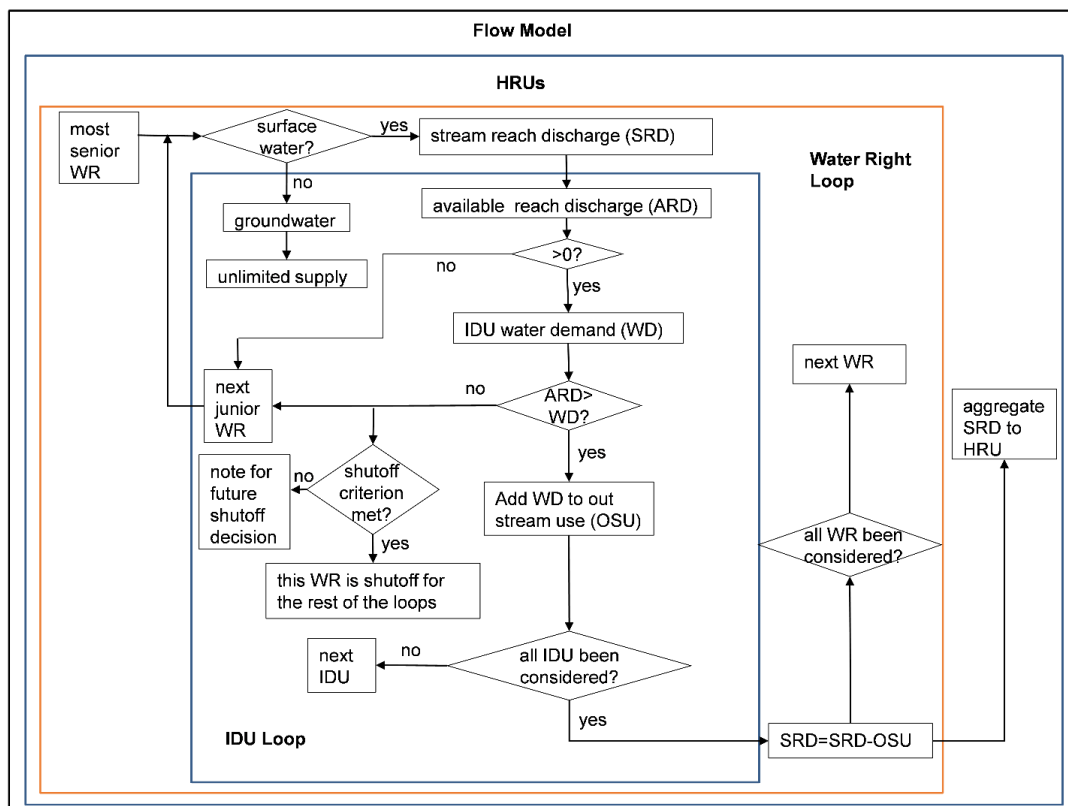 Flow Model
HRUs
most
senior
WR
surface
water?
yes
stream reach discharge (SRD)
Water Right
Loop
no
groundwater
unlimited supply
available reach discharge (ARD)
>0?
no
yes
IDU water demand (WD)
next
junior
WR
no
ARD>
WD?
yes
next WR
aggregate
SRD to
HRU
note for
future
shutoff
decision
no
shutoff
criterion
met?
yes
this WR is shutoff for
the rest of the loops
Add WD to out
stream use (OSU)
all WR been
considered?
next
IDU
no
all IDU been
considered?
yes
IDU Loop
SRD=SRD-OSU